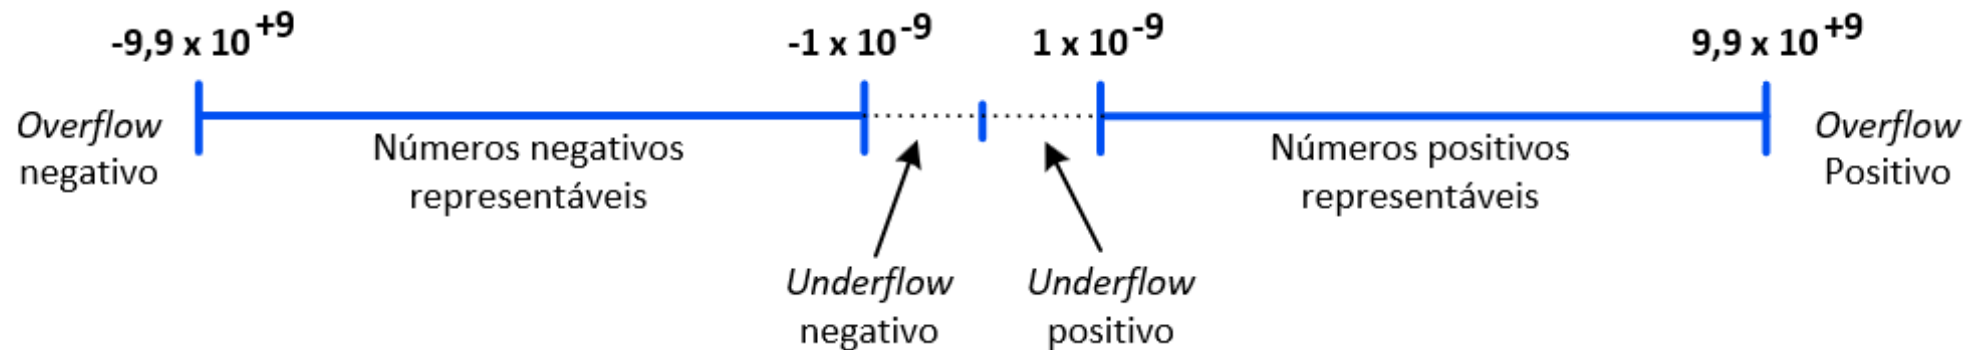 -9,9 x 10⁺⁹
-1 x 10⁻⁹
1 x 10⁻⁹
9,9 x 10⁺⁹
Overflow
negativo
Números negativos
representáveis
Números positivos
representáveis
Overflow
Positivo
Underflow
negativo
Underflow
positivo